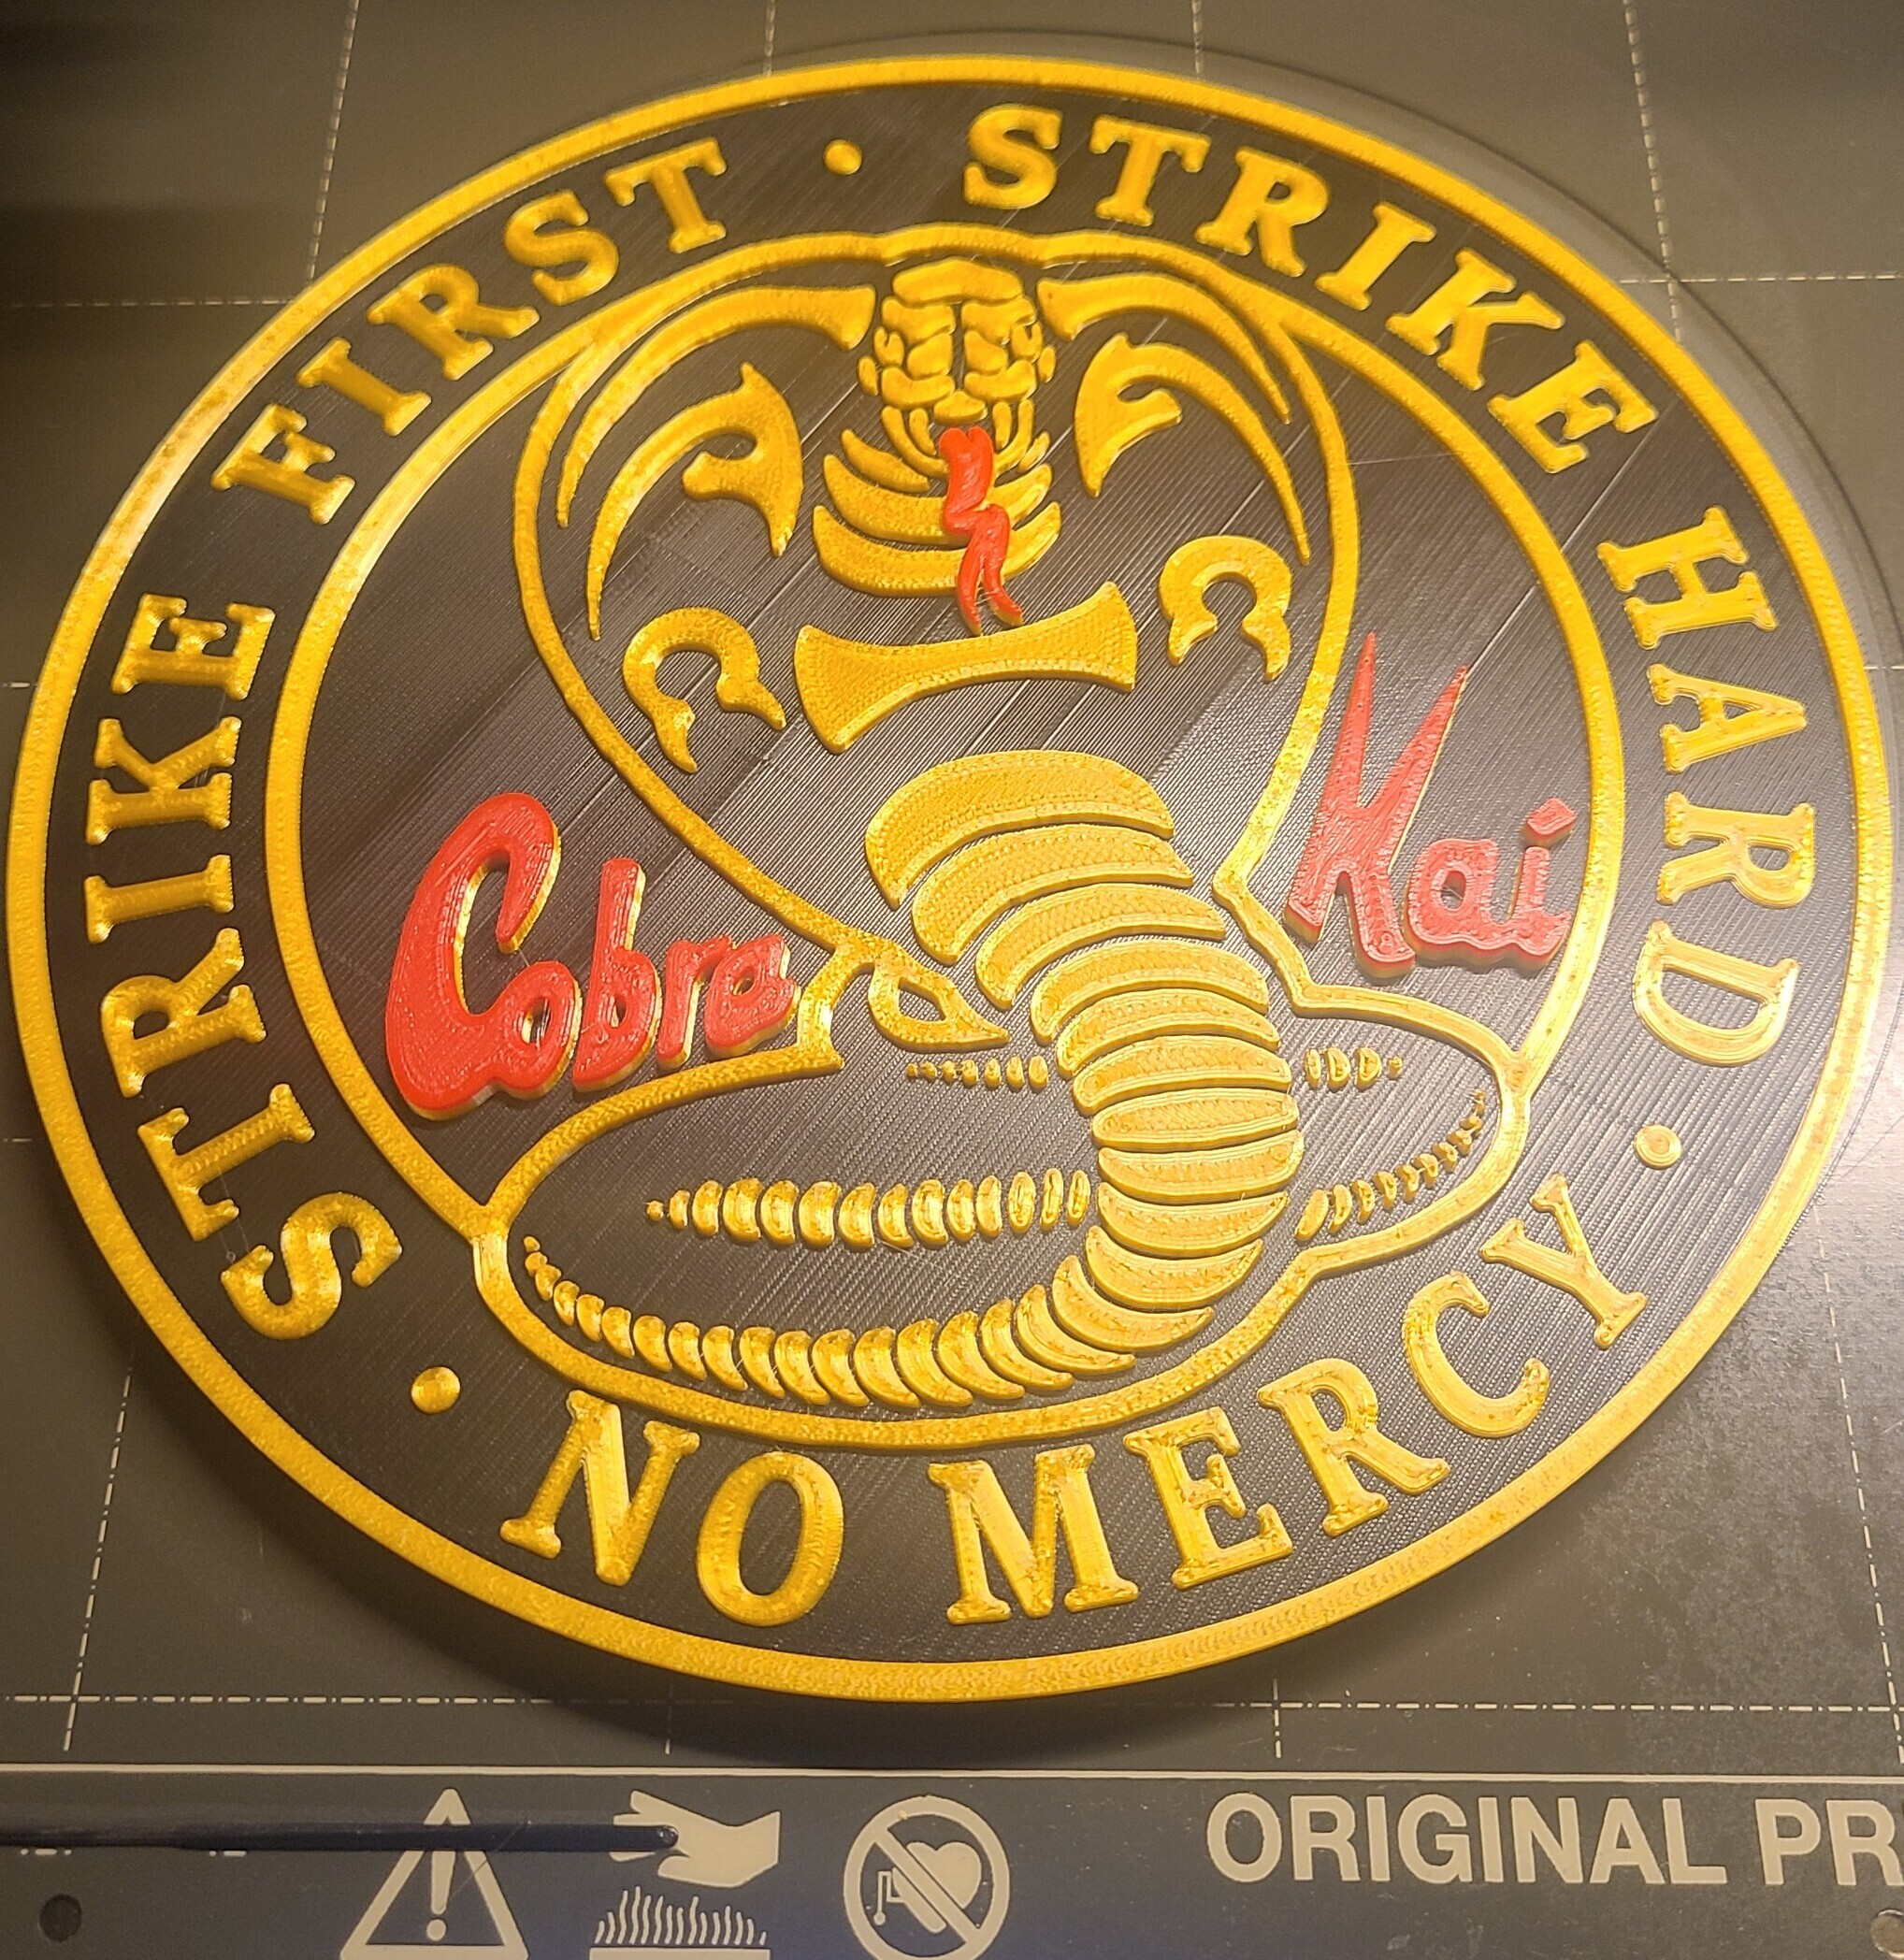 STRIKE FIRST · STRIKE HARD · NO MERCY ·
Cobra Kai
ORIGINAL PR